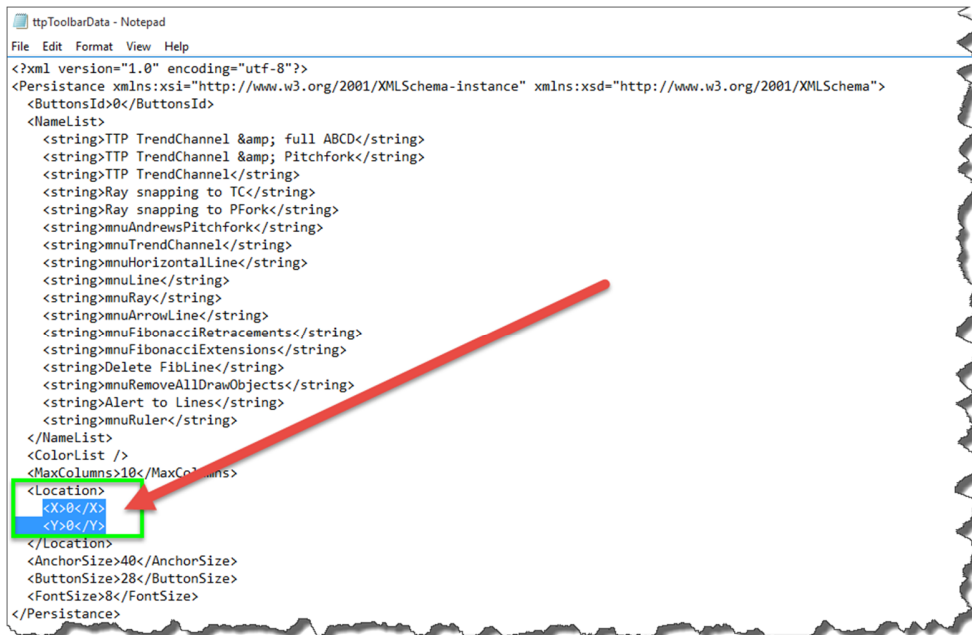 ttpToolbarData - Notepad
File Edit Format View Help
<?xml version="1.0" encoding="utf-8"?>
<Persistance xmlns:xsi="http://www.w3.org/2001/XMLSchema-instance" xmlns:xsd="http://www.w3.org/2001/XMLSchema">
  <ButtonsId>0</ButtonsId>
  <NameList>
    <string>TTP TrendChannel &amp; full ABCD</string>
    <string>TTP TrendChannel &amp; Pitchfork</string>
    <string>TTP TrendChannel</string>
    <string>Ray snapping to TC</string>
    <string>Ray snapping to PFork</string>
    <string>mnuAndrewsPitchfork</string>
    <string>mnuTrendChannel</string>
    <string>mnuHorizontalLine</string>
    <string>mnuLine</string>
    <string>mnuRay</string>
    <string>mnuArrowLine</string>
    <string>mnuFibonacciRetracements</string>
    <string>mnuFibonacciExtensions</string>
    <string>Delete FibLine</string>
    <string>mnuRemoveAllDrawObjects</string>
    <string>Alert to Lines</string>
    <string>mnuRuler</string>
  </NameList>
  <ColorList />
  <MaxColumns>10</MaxColumns>
  <Location>
    <X>0</X>
    <Y>0</Y>
  </Location>
  <AnchorSize>40</AnchorSize>
  <ButtonSize>28</ButtonSize>
  <FontSize>8</FontSize>
</Persistance>